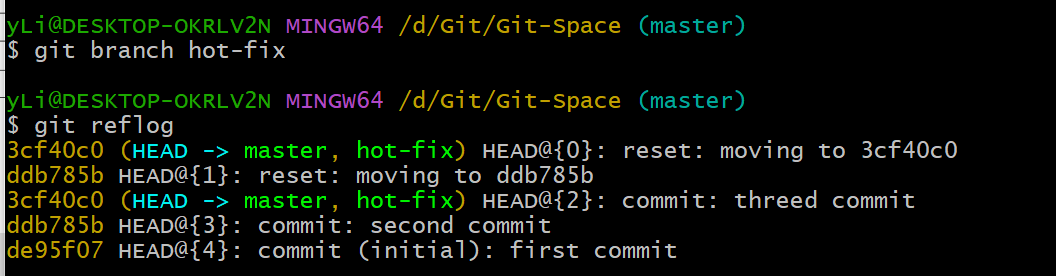 yLi@DESKTOP-OKRLV2N MINGW64 /d/Git/Git-Space (master)
$ git branch hot-fix
yLi@DESKTOP-OKRLV2N MINGW64 /d/Git/Git-Space (master)
$ git reflog
3cf40c0 (HEAD -> master, hot-fix) HEAD@{0}: reset: moving to 3cf40c0
ddb785b HEAD@{1}: reset: moving to ddb785b
3cf40c0 (HEAD -> master, hot-fix) HEAD@{2}: commit: threed commit
ddb785b HEAD@{3}: commit: second commit
de95f07 HEAD@{4}: commit (initial): first commit